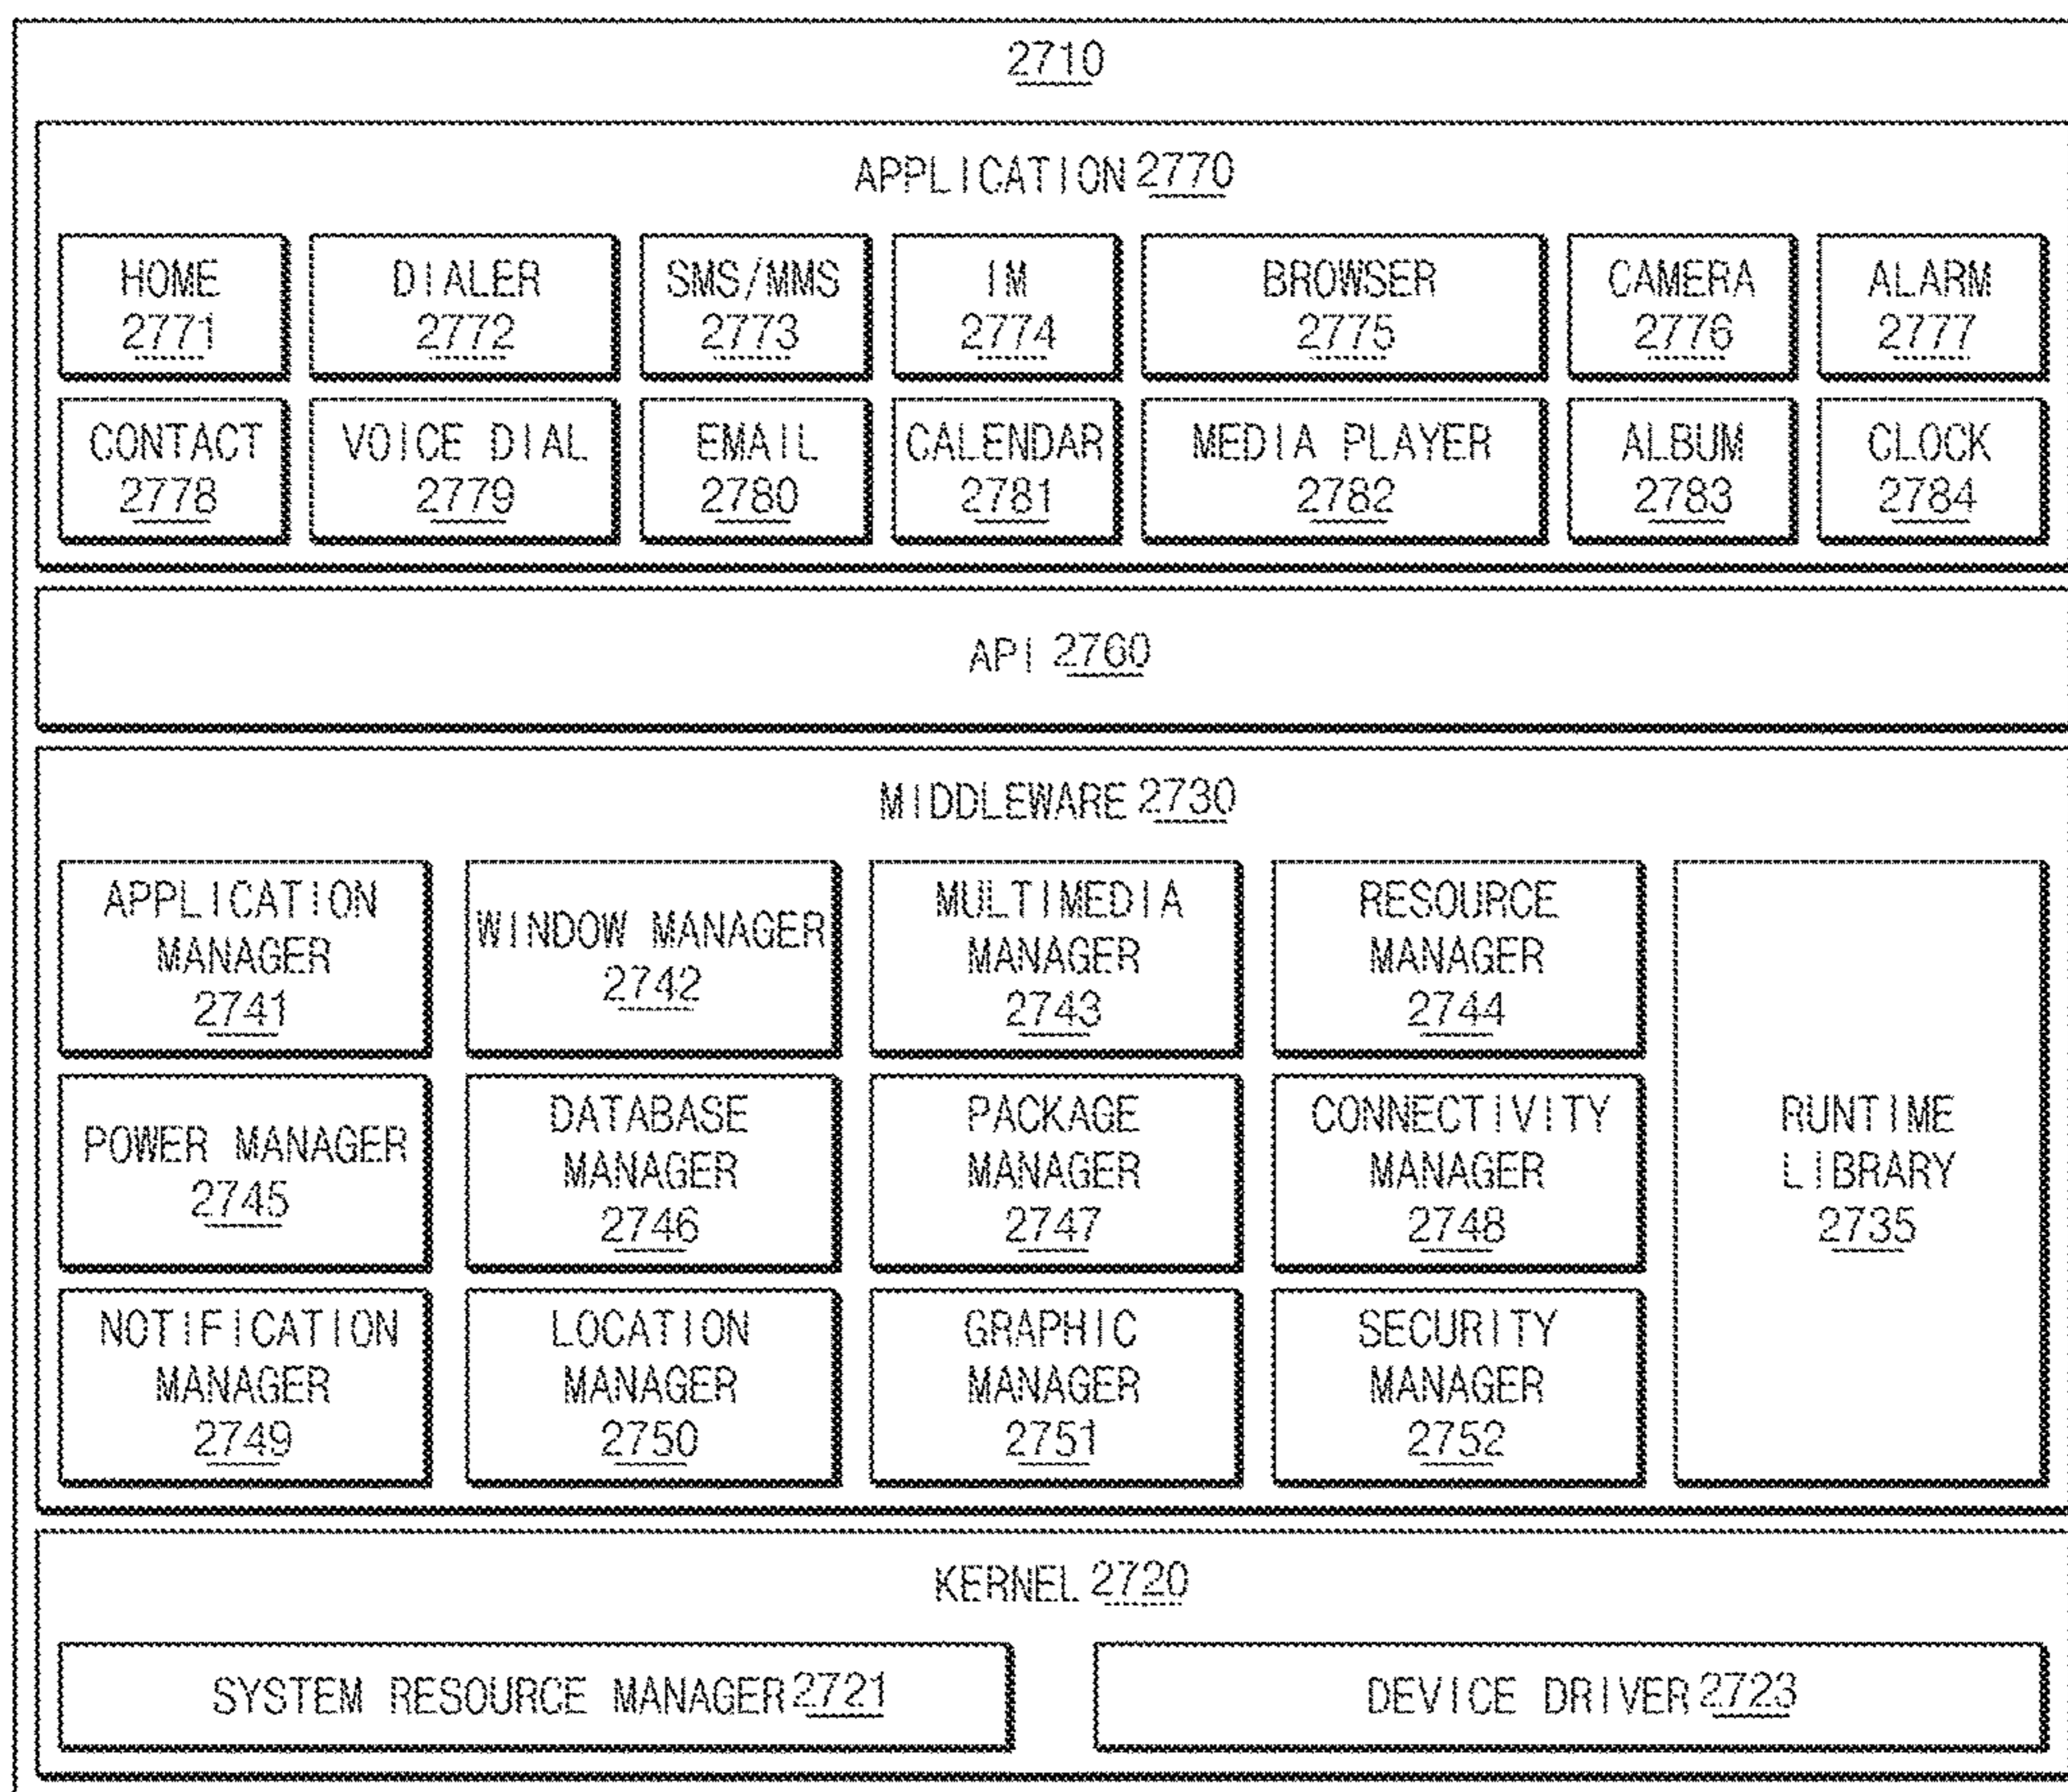 2710
APPLICATION 2770
HOME DIALER SMS/MMS IM BROWSER CAMERA ALARM
2771 2772 2773 2774 2775 2776 2777
CONTACT VOICE DIAL EMAIL CALENDAR MEDIA PLAYER ALBUM CLOCK
2778 2779 2780 2781 2782 2783 2784
API 2760
MIDDLEWARE 2730
APPLICATION
MANAGER
2741
WINDOW MANAGER
2742
MULTIMEDIA
MANAGER
2743
RESOURCE
MANAGER
2744
POWER MANAGER
2745
DATABASE
MANAGER
2746
PACKAGE
MANAGER
2747
CONNECTIVITY
MANAGER
2748
RUNTIME
LIBRARY
2735
NOTIFICATION
MANAGER
2749
LOCATION
MANAGER
2750
GRAPHIC
MANAGER
2751
SECURITY
MANAGER
2752
KERNEL 2720
SYSTEM RESOURCE MANAGER 2721
DEVICE DRIVER 2723